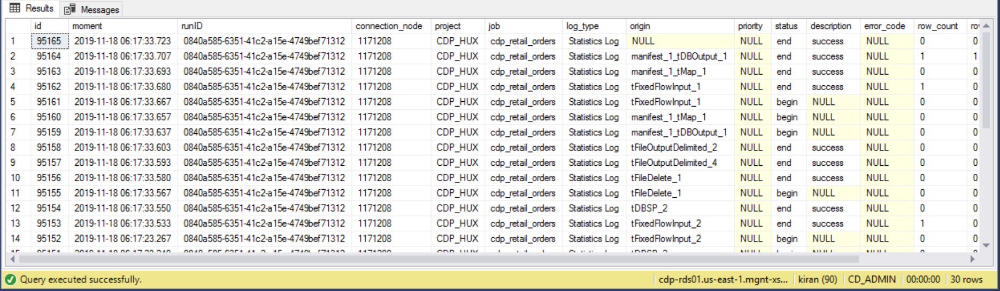 Results Messages
id moment runID connection_node project job log_type origin priority status description error_code row_count
1 95165 2019-11-18 06:17:33.723 0840a585-6351-41c2-a15e-4749bef71312 1171208 CDP_HUX cdp_retail_orders Statistics Log NULL NULL end success NULL 0 0
2 95164 2019-11-18 06:17:33.707 0840a585-6351-41c2-a15e-4749bef71312 1171208 CDP_HUX cdp_retail_orders Statistics Log manifest_1_tDBOutput_1 NULL end success NULL 1 1
3 95163 2019-11-18 06:17:33.693 0840a585-6351-41c2-a15e-4749bef71312 1171208 CDP_HUX cdp_retail_orders Statistics Log manifest_1_tMap_1 NULL end success NULL 0 0
4 95162 2019-11-18 06:17:33.680 0840a585-6351-41c2-a15e-4749bef71312 1171208 CDP_HUX cdp_retail_orders Statistics Log tFixedFlowInput_1 NULL end success NULL 1 0
5 95161 2019-11-18 06:17:33.667 0840a585-6351-41c2-a15e-4749bef71312 1171208 CDP_HUX cdp_retail_orders Statistics Log tFixedFlowInput_1 NULL begin NULL NULL 0 0
6 95160 2019-11-18 06:17:33.657 0840a585-6351-41c2-a15e-4749bef71312 1171208 CDP_HUX cdp_retail_orders Statistics Log manifest_1_tMap_1 NULL begin NULL NULL 0 0
7 95159 2019-11-18 06:17:33.637 0840a585-6351-41c2-a15e-4749bef71312 1171208 CDP_HUX cdp_retail_orders Statistics Log manifest_1_tDBOutput_1 NULL begin NULL NULL 0 0
8 95158 2019-11-18 06:17:33.603 0840a585-6351-41c2-a15e-4749bef71312 1171208 CDP_HUX cdp_retail_orders Statistics Log tFileOutputDelimited_2 NULL end success NULL 0 0
9 95157 2019-11-18 06:17:33.593 0840a585-6351-41c2-a15e-4749bef71312 1171208 CDP_HUX cdp_retail_orders Statistics Log tFileOutputDelimited_4 NULL end success NULL 0 0
10 95156 2019-11-18 06:17:33.580 0840a585-6351-41c2-a15e-4749bef71312 1171208 CDP_HUX cdp_retail_orders Statistics Log tFileDelete_1 NULL end success NULL 0 0
11 95155 2019-11-18 06:17:33.567 0840a585-6351-41c2-a15e-4749bef71312 1171208 CDP_HUX cdp_retail_orders Statistics Log tFileDelete_1 NULL begin NULL NULL 0 0
12 95154 2019-11-18 06:17:33.550 0840a585-6351-41c2-a15e-4749bef71312 1171208 CDP_HUX cdp_retail_orders Statistics Log tDBSP_2 NULL end success NULL 0 0
13 95153 2019-11-18 06:17:33.533 0840a585-6351-41c2-a15e-4749bef71312 1171208 CDP_HUX cdp_retail_orders Statistics Log tFixedFlowInput_2 NULL end success NULL 1 0
14 95152 2019-11-18 06:17:23.267 0840a585-6351-41c2-a15e-4749bef71312 1171208 CDP_HUX cdp_retail_orders Statistics Log tFixedFlowInput_2 NULL begin NULL NULL 0 0
Query executed successfully. cdp-rds01.us-east-1.mgnt-xs... kiran (90) CD_ADMIN 00:00:00 30 rows